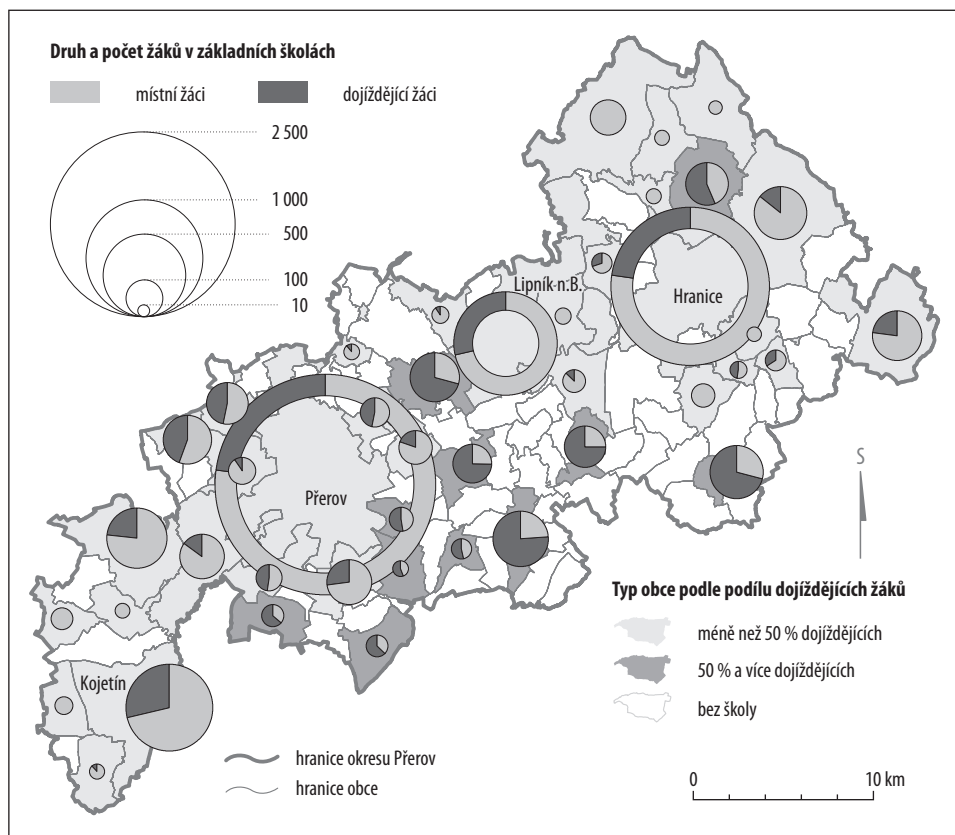 Druh a počet žáků v základních školách
místní žáci
dojíždějící žáci
2 500
1 000
500
100
10
Lipník n.B.
Hranice
Přerov
Kojetín
S
Typ obce podle podílu dojíždějících žáků
méně než 50 % dojíždějících
50 % a více dojíždějících
bez školy
hranice okresu Přerov
hranice obce
0 10 km